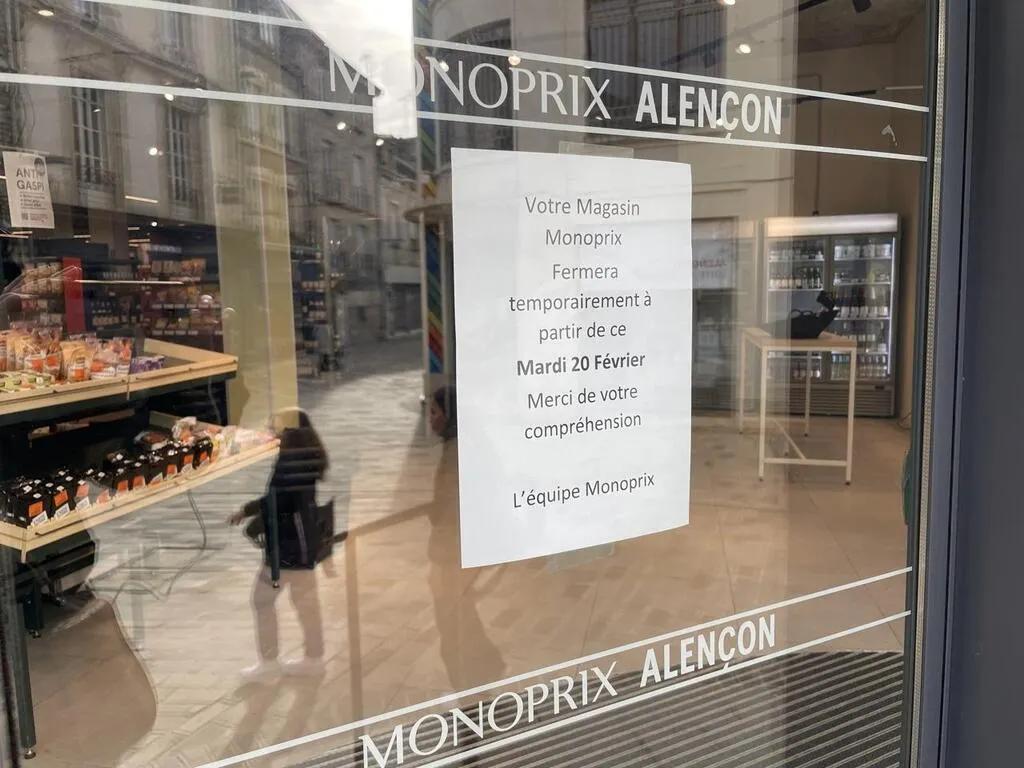 MONOPRIX ALENÇON
ANTI
GASPI
Votre Magasin
Monoprix
Fermera
temporairement à
partir de ce
Mardi 20 Février
Merci de votre
compréhension
L'équipe Monoprix
MONOPRIX ALENÇON